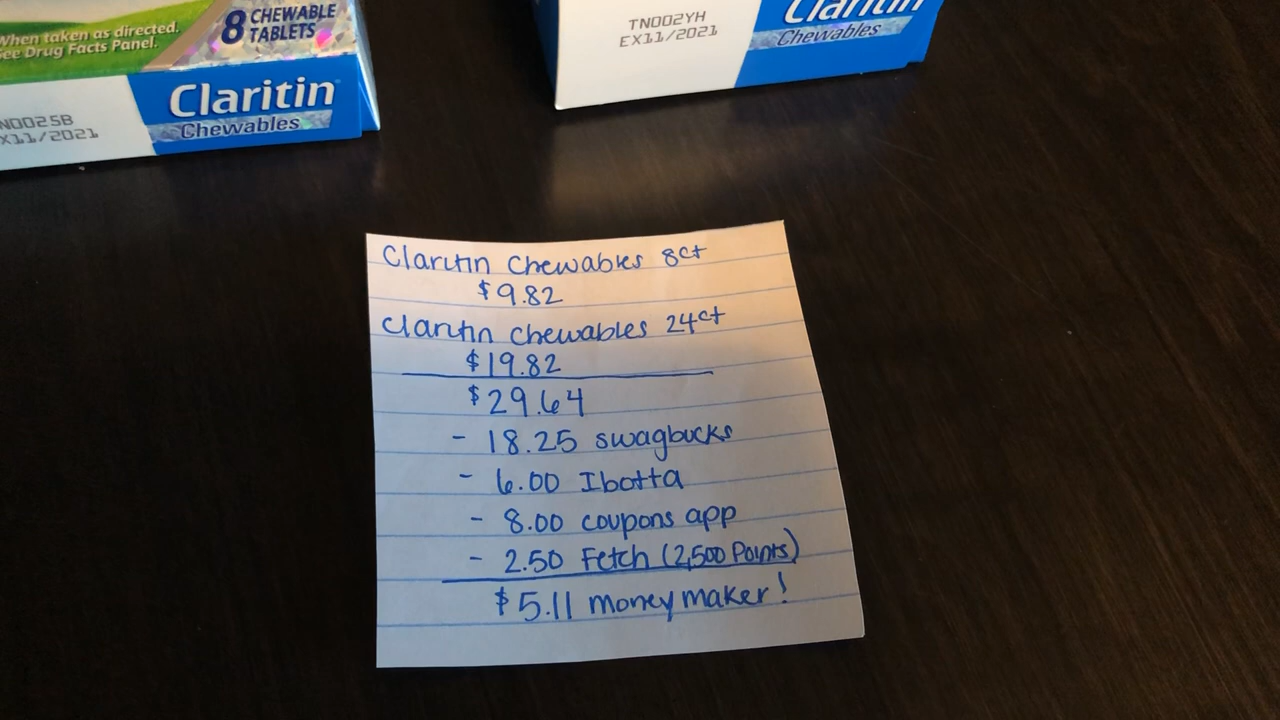 When taken as directed.
See Drug Facts Panel.
8 CHEWABLE
TABLETS
Claritin
Chewables
N0025B
X11/2021
TN002YH
EX11/2021
Claritin
Chewables
Claritin Chewables 8ct
$9.82
Claritin Chewables 24ct
$19.82
$29.64
- 18.25 swagbucks
- 6.00 Ibotta
- 8.00 coupons app
- 2.50 Fetch (2,500 Points)
$5.11 money maker!